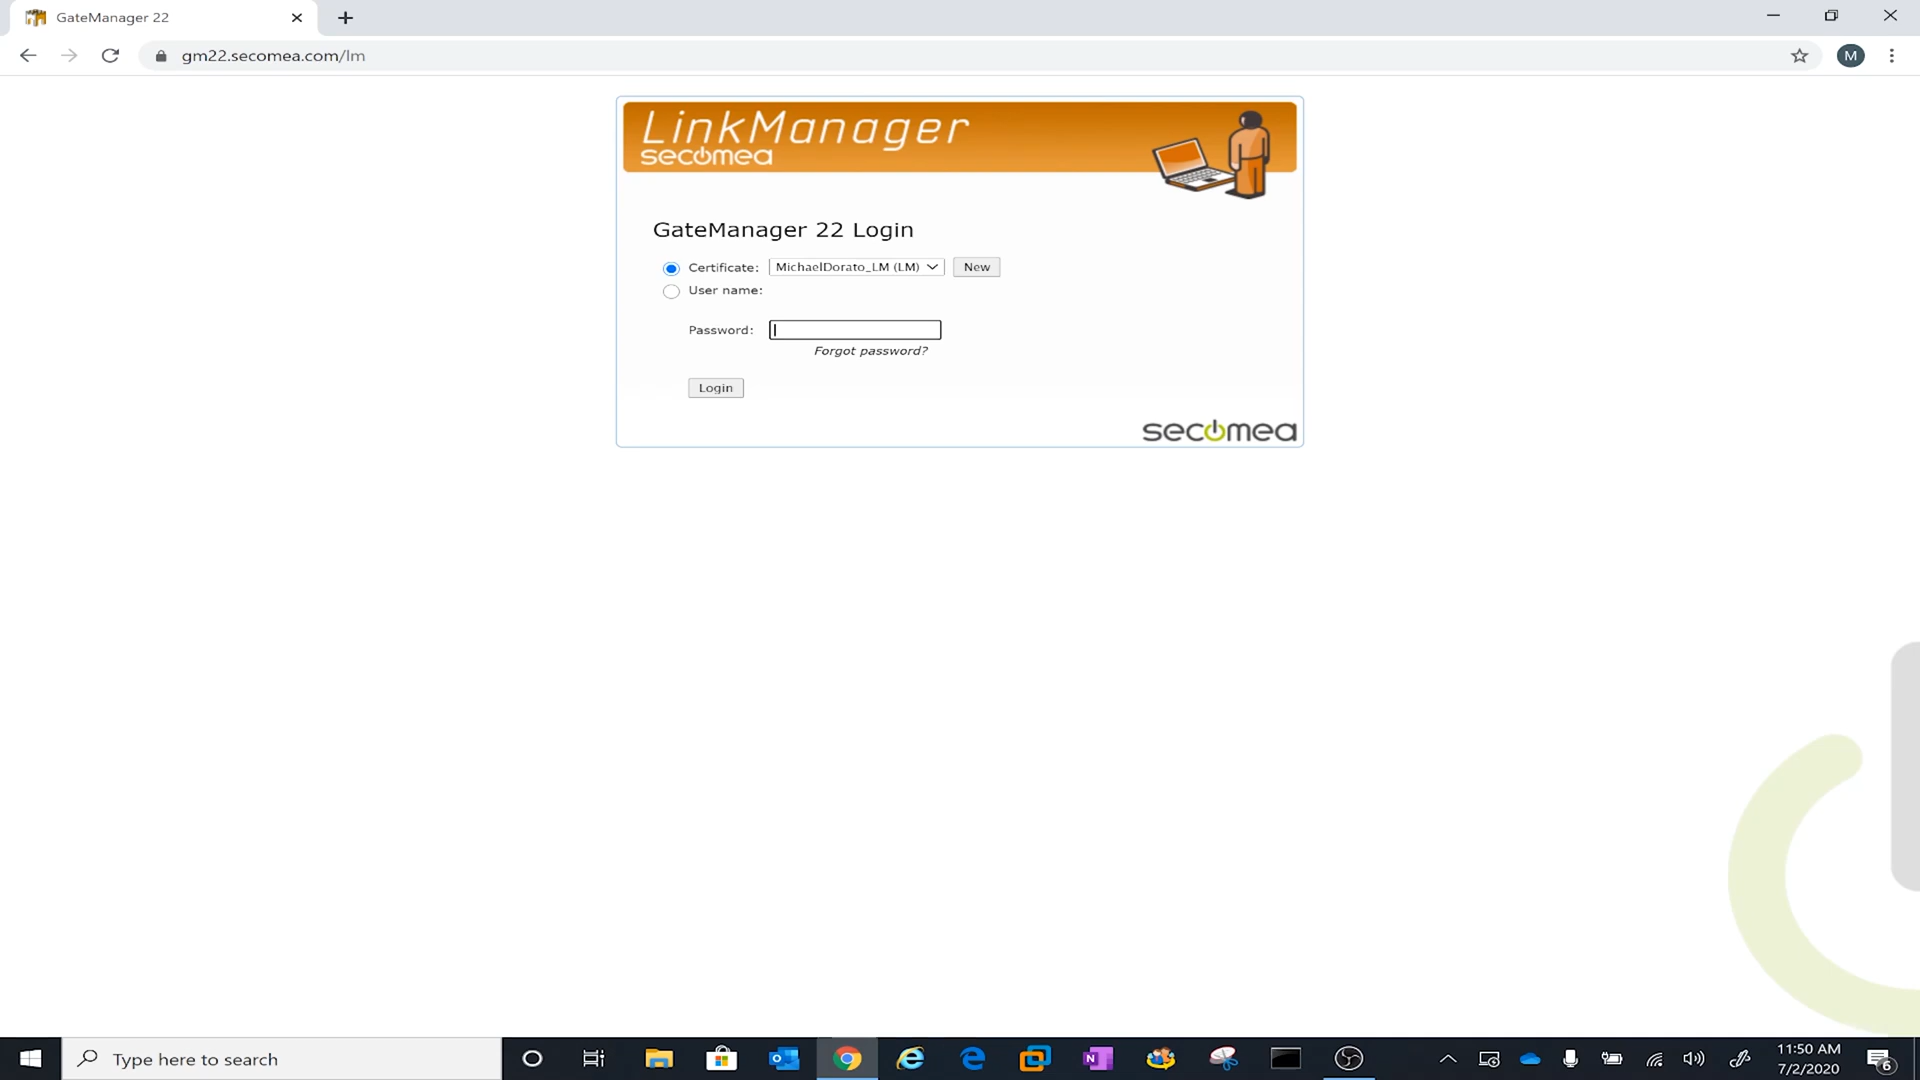 GateManager 22
gm22.secomea.com/lm
M
LinkManager
secomea
GateManager 22 Login
Certificate: MichaelDorato_LM (LM) New
User name:
Password:
Forgot password?
Login
secomea
Type here to search
N
11:50 AM
7/2/2020
6